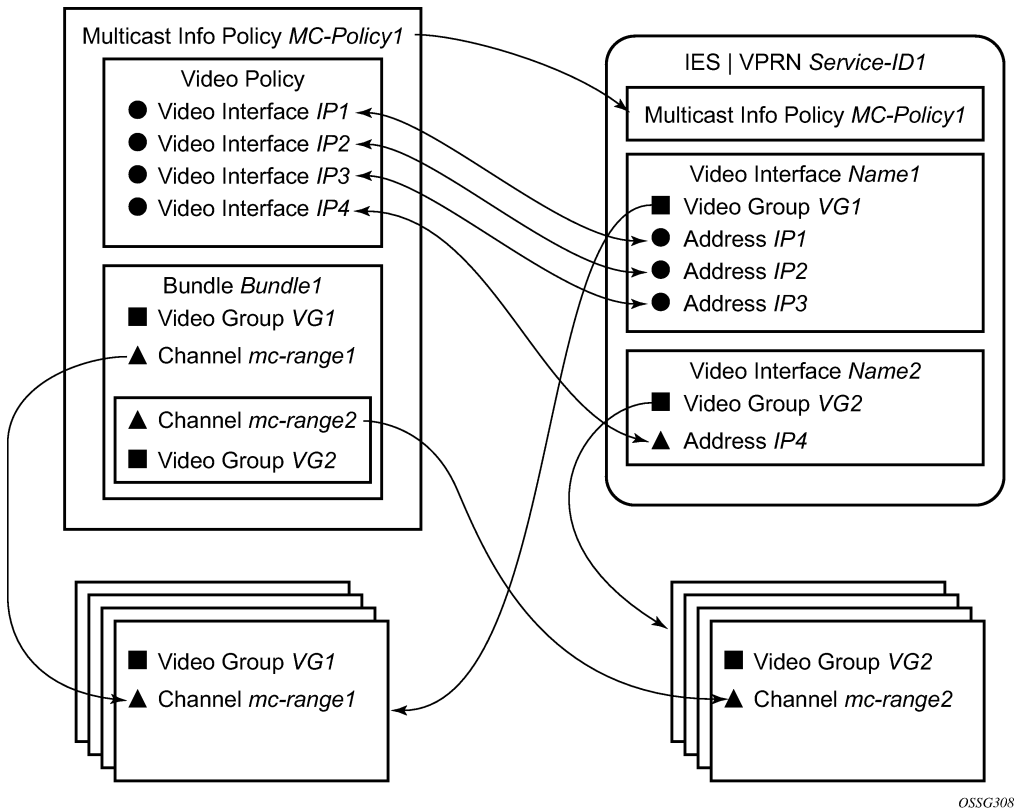 Multicast Info Policy MC-Policy1
Video Policy
Video Interface IP1
Video Interface IP2
Video Interface IP3
Video Interface IP4
Bundle Bundle1
Video Group VG1
Channel mc-range1
Channel mc-range2
Video Group VG2
IES | VPRN Service-ID1
Multicast Info Policy MC-Policy1
Video Interface Name1
Video Group VG1
Address IP1
Address IP2
Address IP3
Video Interface Name2
Video Group VG2
Address IP4
Video Group VG1
Channel mc-range1
Video Group VG2
Channel mc-range2
OSSG308